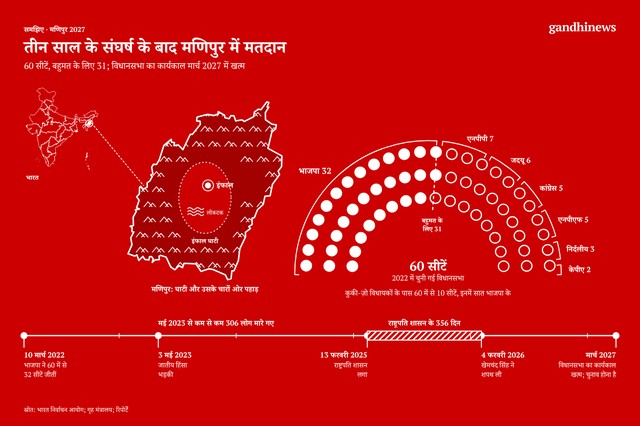 समझिए · मणिपुर 2027
gandhinews
तीन साल के संघर्ष के बाद मणिपुर में मतदान
60 सीटें, बहुमत के लिए 31; विधानसभा का कार्यकाल मार्च 2027 में खत्म
भारत
इंफाल
लोकटक
इंफाल घाटी
मणिपुर: घाटी और उसके चारों ओर पहाड़
भाजपा 32
एनपीपी 7
जदयू 6
कांग्रेस 5
एनपीएफ 5
निर्दलीय 3
केपीए 2
बहुमत के
लिए 31
60 सीटें
2022 में चुनी गई विधानसभा
कुकी-ज़ो विधायकों के पास 60 में से 10 सीटें, इनमें सात भाजपा के
मई 2023 से कम से कम 306 लोग मारे गए
राष्ट्रपति शासन के 356 दिन
10 मार्च 2022
भाजपा ने 60 में से
32 सीटें जीतीं
3 मई 2023
जातीय हिंसा
भड़की
13 फरवरी 2025
राष्ट्रपति शासन
लगा
4 फरवरी 2026
खेमचंद सिंह ने
शपथ ली
मार्च 2027
विधानसभा का कार्यकाल
खत्म; चुनाव होना है
स्रोत: भारत निर्वाचन आयोग; गृह मंत्रालय; रिपोर्टें